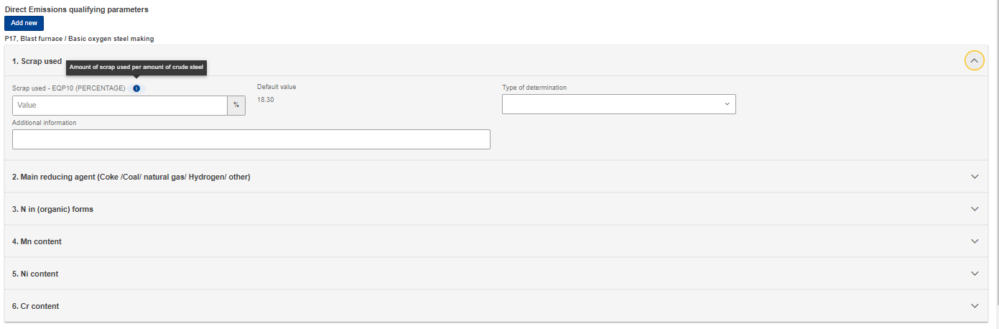 Direct Emissions qualifying parameters
Add new
P17, Blast furnace / Basic oxygen steel making
1. Scrap used
Amount of scrap used per amount of crude steel
Scrap used - EQP10 (PERCENTAGE) i
Default value
Type of determination
Value %
18.30
Additional information
2. Main reducing agent (Coke /Coal/ natural gas/ Hydrogen/ other)
3. N in (organic) forms
4. Mn content
5. Ni content
6. Cr content